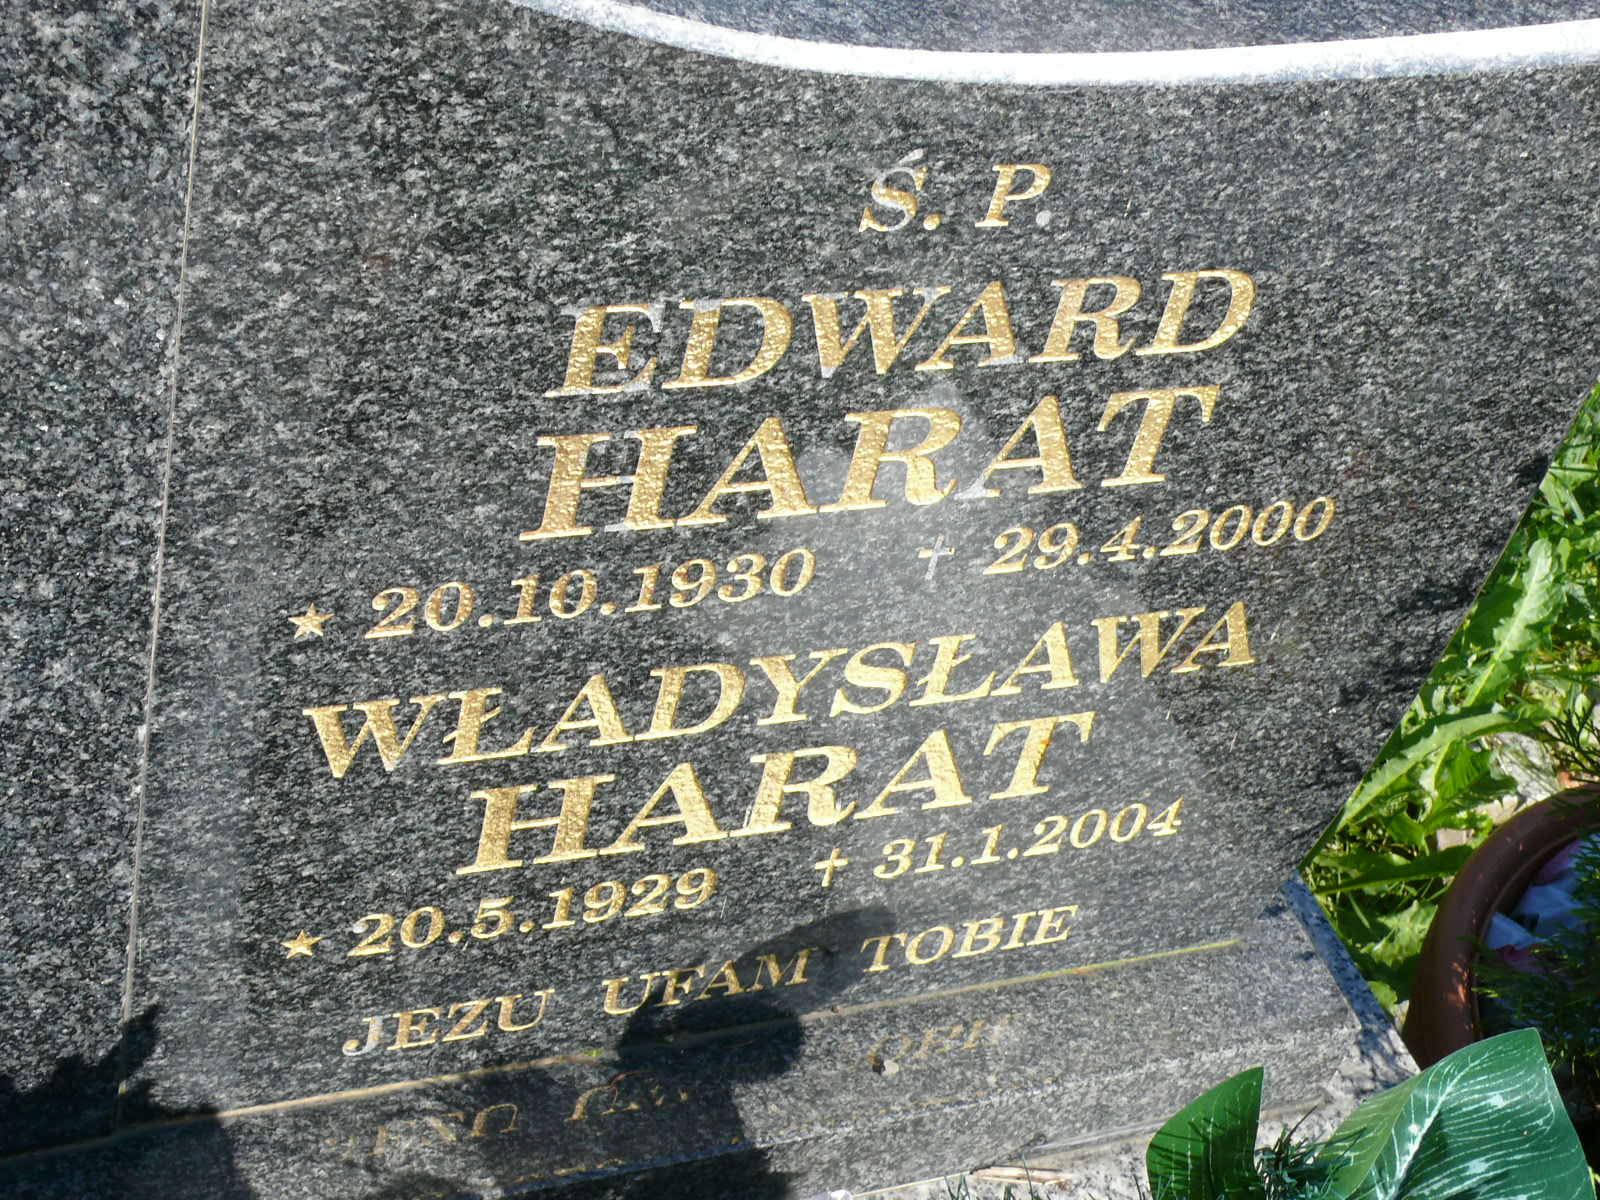 Ś. P.
EDWARD
HARAT
★ 20.10.1930 † 29.4.2000
WŁADYSŁAWA
HARAT
★ 20.5.1929 † 31.1.2004
JEZU UFAM TOBIE